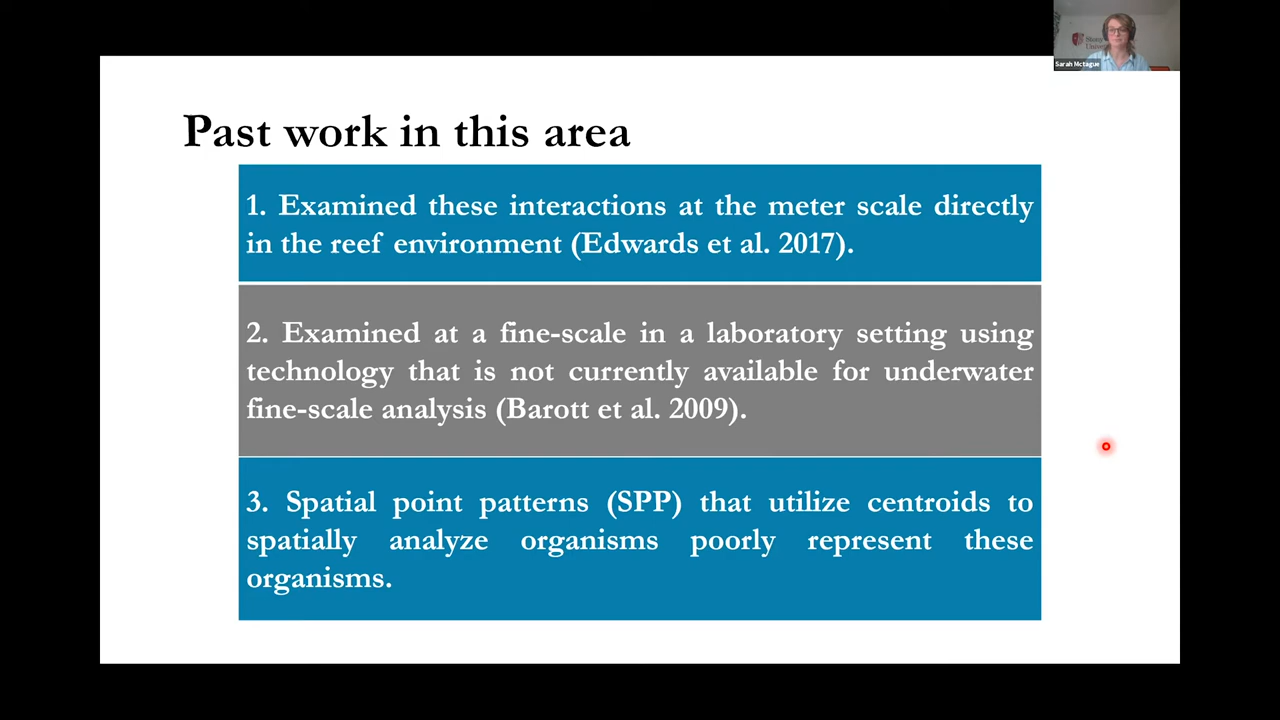 Sarah Mctague
Past work in this area
1. Examined these interactions at the meter scale directly
in the reef environment (Edwards et al. 2017).
2. Examined at a fine-scale in a laboratory setting using
technology that is not currently available for underwater
fine-scale analysis (Barott et al. 2009).
3. Spatial point patterns (SPP) that utilize centroids to
spatially analyze organisms poorly represent these
organisms.